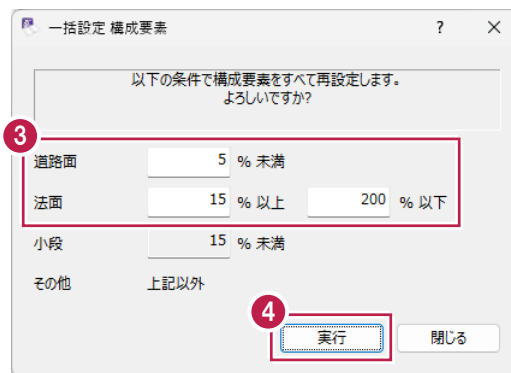 一括設定 構成要素 ? ×
以下の条件で構成要素をすべて再設定します。
よろしいですか?
3
道路面 5 % 未満
法面 15 % 以上 200 % 以下
小段 15 % 未満
その他 上記以外
4
実行 閉じる